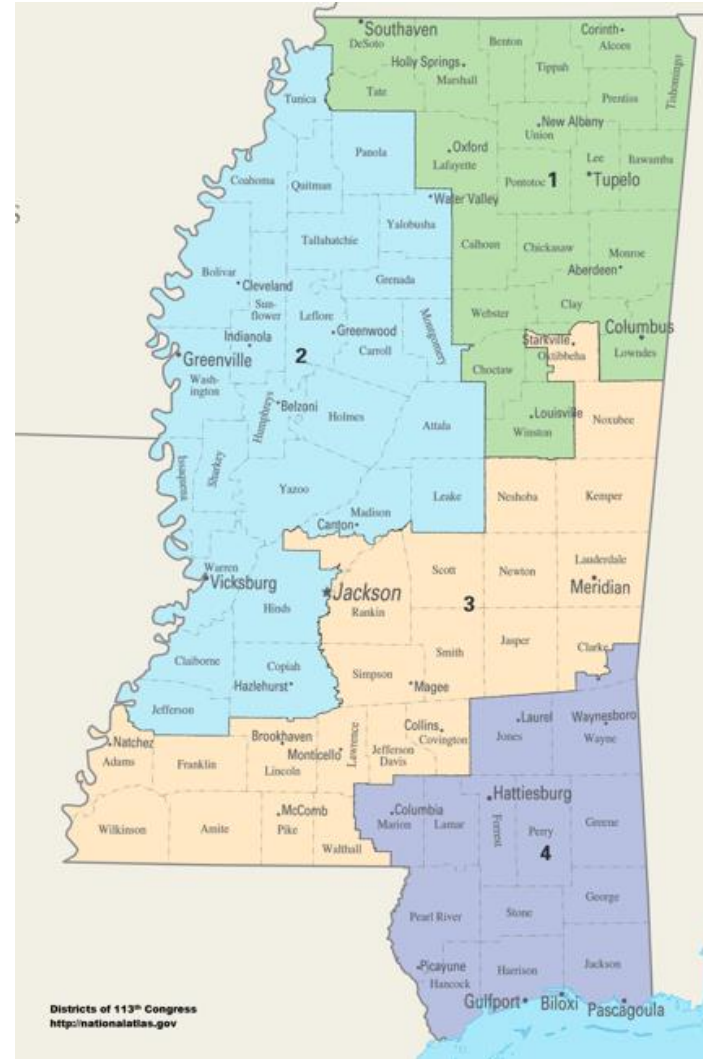 Southaven
DeSoto
Benton
Corinth
Alcorn
Tishomingo
Holly Springs
Marshall
Tippah
Tate
Prentiss
Tunica
New Albany
Union
Panola
Oxford
Lafayette
Lee
Itawamba
Coahoma
Quitman
Pontotoc
1
Tupelo
Water Valley
Yalobusha
Tallahatchie
Calhoun
Chickasaw
Monroe
Bolivar
Grenada
Aberdeen
Cleveland
Sun-
flower
Leflore
Clay
Webster
Montgomery
Indianola
Greenwood
Carroll
Columbus
Starkville
Oktibbeha
Lowndes
Greenville
2
Choctaw
Wash-
ington
Humphreys
Belzoni
Holmes
Attala
Louisville
Winston
Noxubee
Issaquena
Sharkey
Yazoo
Leake
Neshoba
Kemper
Madison
Canton
Warren
Vicksburg
Scott
Newton
Lauderdale
Meridian
Hinds
Jackson
Rankin
3
Jasper
Smith
Clarke
Claiborne
Copiah
Simpson
Hazlehurst
Magee
Jefferson
Laurel
Jones
Waynesboro
Wayne
Natchez
Adams
Franklin
Brookhaven
Lincoln
Monticello
Lawrence
Jefferson
Davis
Collins
Covington
Hattiesburg
McComb
Pike
Columbia
Marion
Lamar
Forrest
Perry
Greene
Wilkinson
Amite
Walthall
4
George
Pearl River
Stone
Picayune
Hancock
Harrison
Jackson
Gulfport
Biloxi
Pascagoula
Districts of 113th Congress
http://nationalatlas.gov